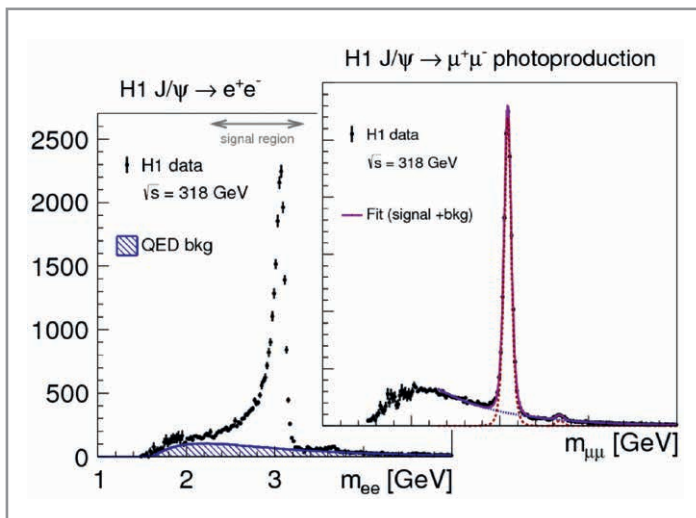 H1 J/ψ → e⁺e⁻
signal region
H1 data
√s = 318 GeV
QED bkg
2500
2000
1500
1000
500
0
1
2
3
m_ee [GeV]
H1 J/ψ → μ⁺μ⁻ photoproduction
H1 data
√s = 318 GeV
Fit (signal +bkg)
m_μμ [GeV]